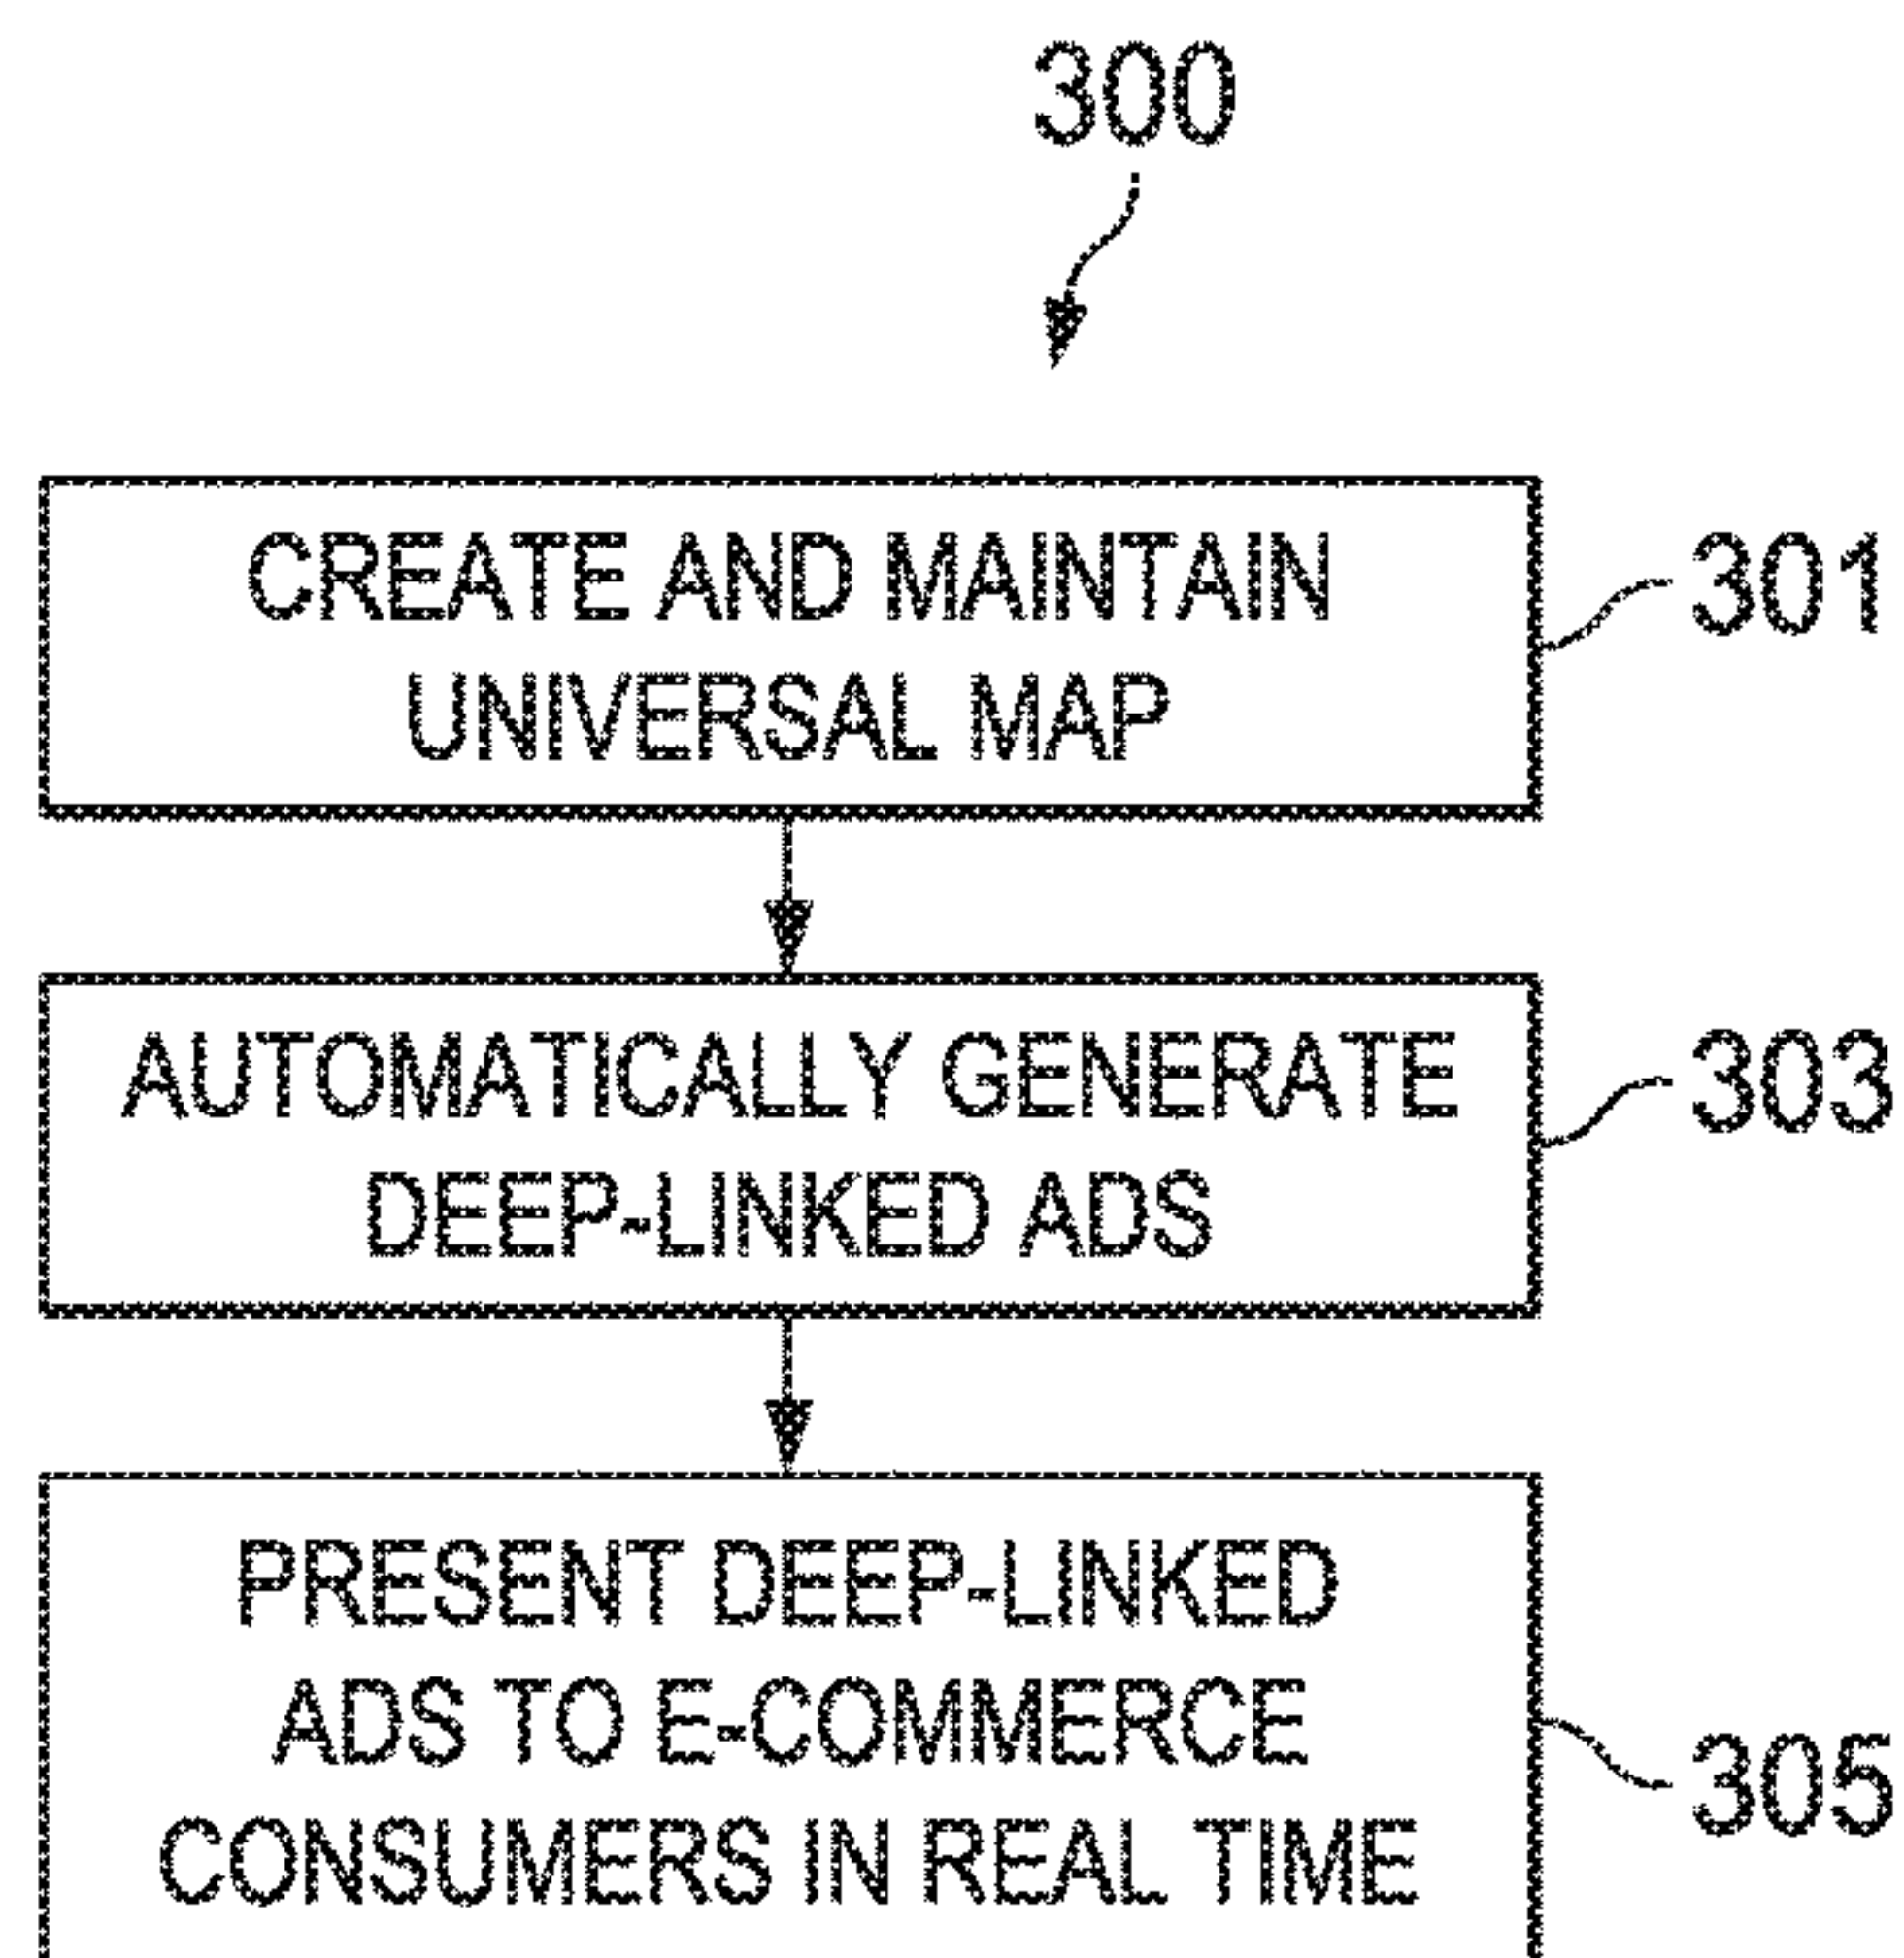 300
CREATE AND MAINTAIN
UNIVERSAL MAP
301
AUTOMATICALLY GENERATE
DEEP-LINKED ADS
303
PRESENT DEEP-LINKED
ADS TO E-COMMERCE
CONSUMERS IN REAL TIME
305